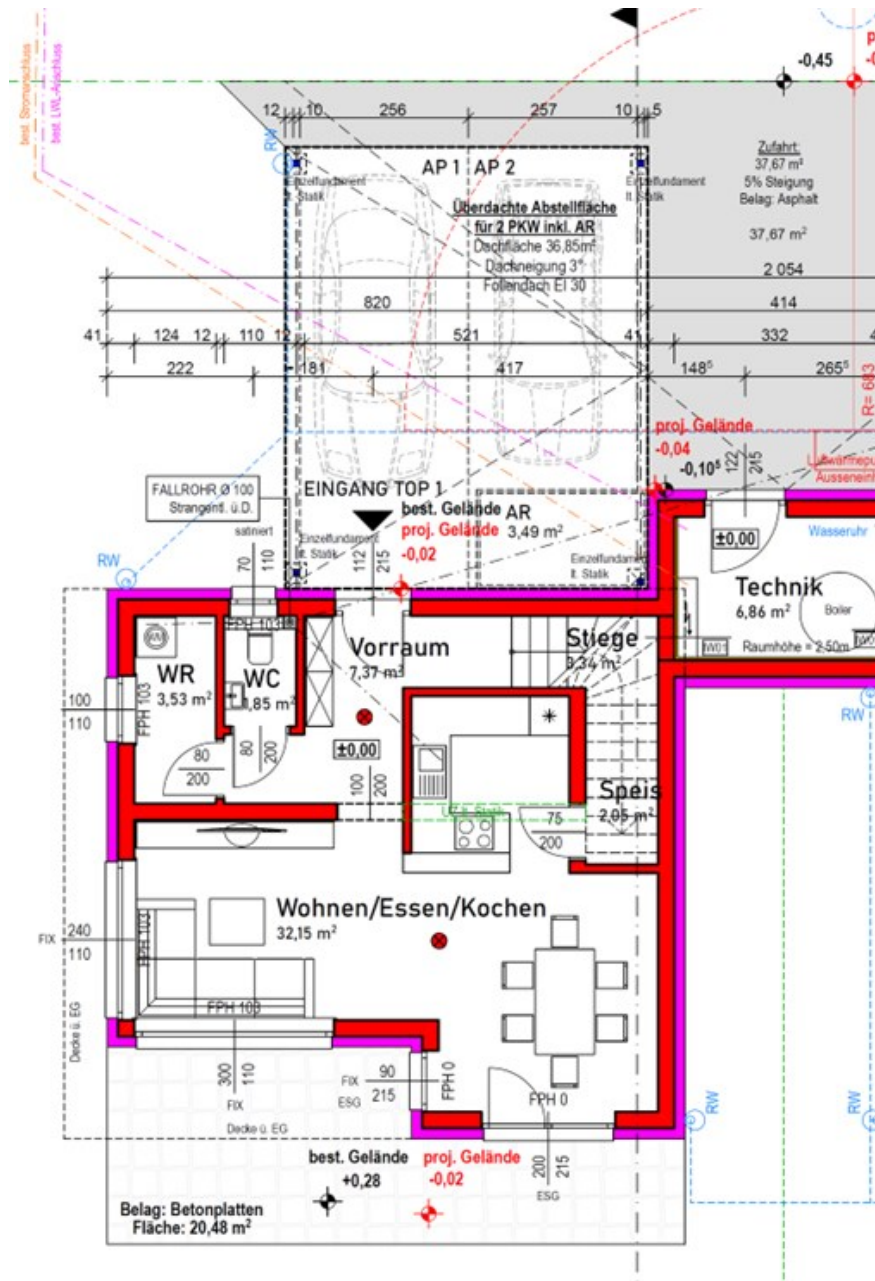 best. Stromanschluss
best. LWL-Anschluss
-0,45
12 10 256 257 10 5
RW
AP 1 AP 2
Einzelfundament
lt. Statik
Einzelfundament
lt. Statik
Überdachte Abstellfläche
für 2 PKW inkl. AR
Dachfläche 36,85m²
Dachneigung 3°
Foliendach EI 30
Zufahrt:
37,67 m²
5% Steigung
Belag: Asphalt
37,67 m²
2 054
820
414
41 124 12 110 12 521 41 332
222 181 417 148⁵ 265⁵
R= 683
proj. Gelände
-0,04
-0,10⁵
122
215
FALLROHR Ø 100
Strangentl. ü.D.
EINGANG TOP 1
best. Gelände
proj. Gelände
-0,02
AR
3,49 m²
Einzelfundament
lt. Statik
Einzelfundament
lt. Statik
satiniert
70
110
112
215
RW
±0,00
Wasseruhr
Technik
6,86 m²
Boiler
Raumhöhe = 2,50m
FPH 103
WM
WR
3,53 m²
WC
1,85 m²
Vorraum
7,37 m²
Stiege
3,34 m²
100
110
FPH 103
80
200
80
200
±0,00
100
200
RW
UZ lt. Statik
Speis
2,05 m²
75
200
Wohnen/Essen/Kochen
32,15 m²
FIX
240
110
FPH 103
FPH 103
Decke ü. EG
300
110
FIX
FIX
ESG
90
215
FPH 0
FPH 0
Decke ü. EG
200
215
ESG
RW
RW
best. Gelände
+0,28
proj. Gelände
-0,02
Belag: Betonplatten
Fläche: 20,48 m²